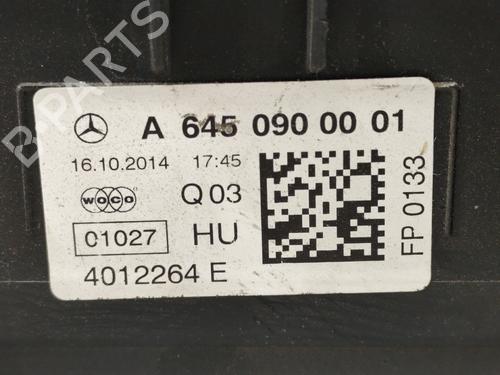 B-PARTS
A 645 090 00 01
16.10.2014 17:45
WOCO Q 03
01027 HU
4012264 E
FP 0133